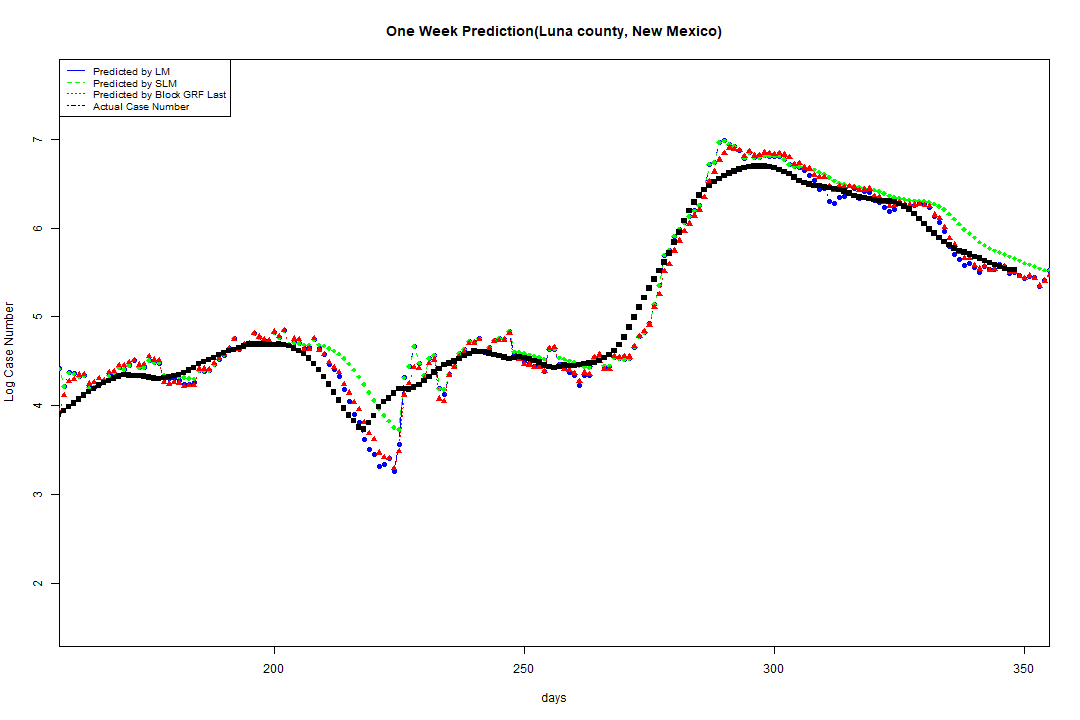 One Week Prediction(Luna county, New Mexico)
Predicted by LM
Predicted by SLM
Predicted by Block GRF Last
Actual Case Number
7
6
5
4
3
2
Log Case Number
200
250
300
350
days